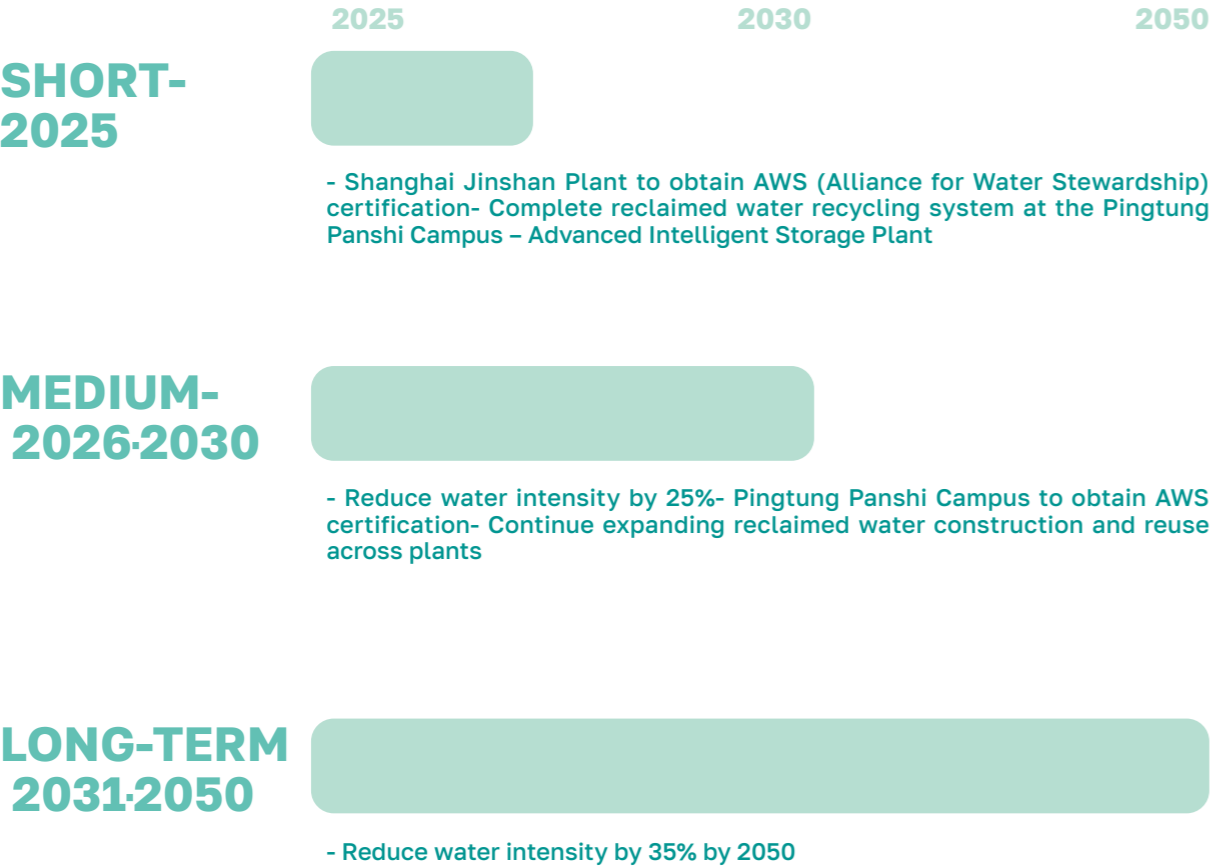 2025 2030 2050
SHORT-
2025
- Shanghai Jinshan Plant to obtain AWS (Alliance for Water Stewardship)
certification- Complete reclaimed water recycling system at the Pingtung
Panshi Campus – Advanced Intelligent Storage Plant
MEDIUM-
2026·2030
- Reduce water intensity by 25%- Pingtung Panshi Campus to obtain AWS
certification- Continue expanding reclaimed water construction and reuse
across plants
LONG-TERM
2031·2050
- Reduce water intensity by 35% by 2050